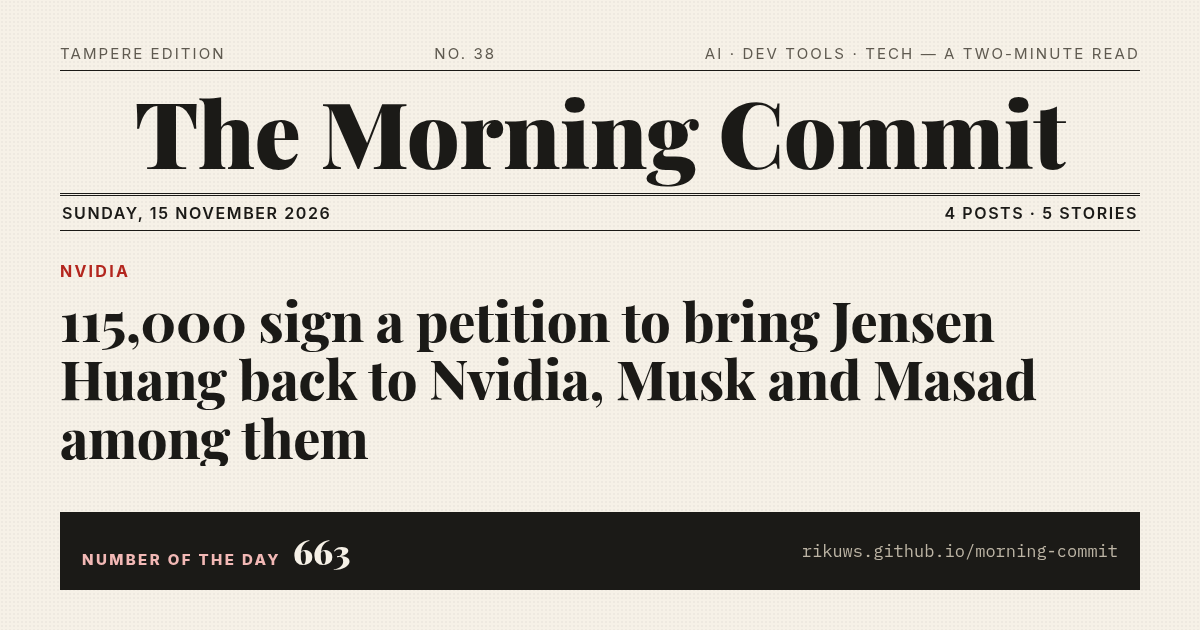 TAMPERE EDITION NO. 38 AI · DEV TOOLS · TECH — A TWO-MINUTE READ
The Morning Commit
SUNDAY, 15 NOVEMBER 2026 4 POSTS · 5 STORIES
NVIDIA
115,000 sign a petition to bring Jensen
Huang back to Nvidia, Musk and Masad
among them
NUMBER OF THE DAY 663 rikuws.github.io/morning-commit